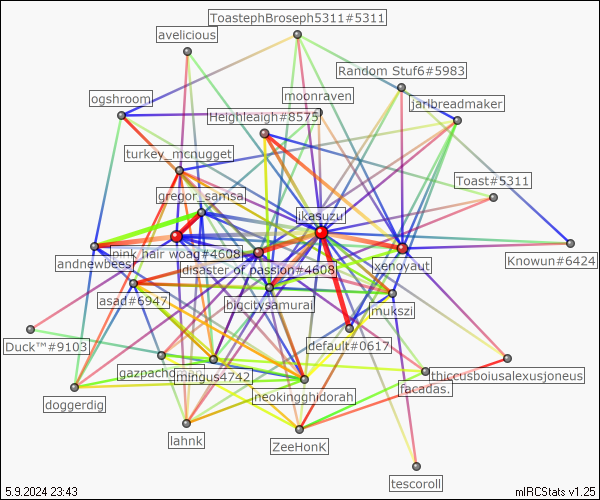 ToastephBroseph5311#5311
avelicious
Random Stuf6#5983
ogshroom
moonraven
jarlbreadmaker
Heighleaigh#8575
turkey_mcnugget
Toast#5311
gregor_samsa
ikasuzu
pink hair woag#4608
andnewbees
disaster of passion#4608
xenoyaut
Knowun#6424
asad#6947
bigcitysamurai
mukszi
Duck™#9103
default#0617
mingus4742
facadas.
thiccusboiusalexusjoneus
doggerdig
neokingghidorah
lahnk
ZeeHonK
tescoroll
5.9.2024 23:43
mIRCStats v1.25